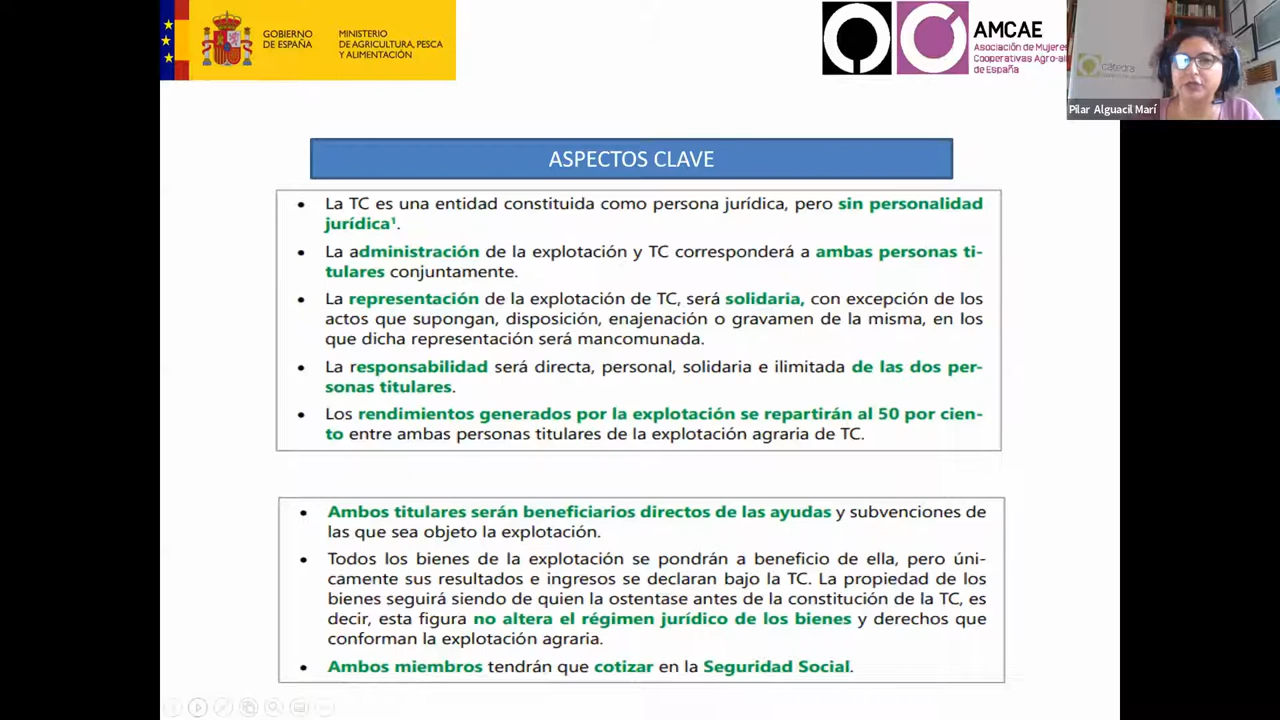 GOBIERNO
DE ESPAÑA
MINISTERIO
DE AGRICULTURA, PESCA
Y ALIMENTACIÓN
AMCAE
Asociación de Mujeres
Cooperativas Agro-ali
de España
càtedra
Pilar Alguacil Marí
ASPECTOS CLAVE
• La TC es una entidad constituida como persona jurídica, pero sin personalidad
jurídica¹.
• La administración de la explotación y TC corresponderá a ambas personas ti-
tulares conjuntamente.
• La representación de la explotación de TC, será solidaria, con excepción de los
actos que supongan, disposición, enajenación o gravamen de la misma, en los
que dicha representación será mancomunada.
• La responsabilidad será directa, personal, solidaria e ilimitada de las dos per-
sonas titulares.
• Los rendimientos generados por la explotación se repartirán al 50 por cien-
to entre ambas personas titulares de la explotación agraria de TC.
• Ambos titulares serán beneficiarios directos de las ayudas y subvenciones de
las que sea objeto la explotación.
• Todos los bienes de la explotación se pondrán a beneficio de ella, pero úni-
camente sus resultados e ingresos se declaran bajo la TC. La propiedad de los
bienes seguirá siendo de quien la ostentase antes de la constitución de la TC, es
decir, esta figura no altera el régimen jurídico de los bienes y derechos que
conforman la explotación agraria.
• Ambos miembros tendrán que cotizar en la Seguridad Social.